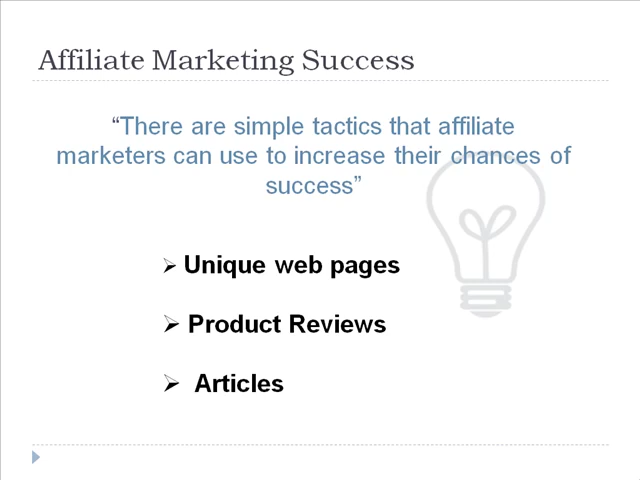 Affiliate Marketing Success
“There are simple tactics that affiliate
marketers can use to increase their chances of
success”
➢ Unique web pages
➢ Product Reviews
➢ Articles